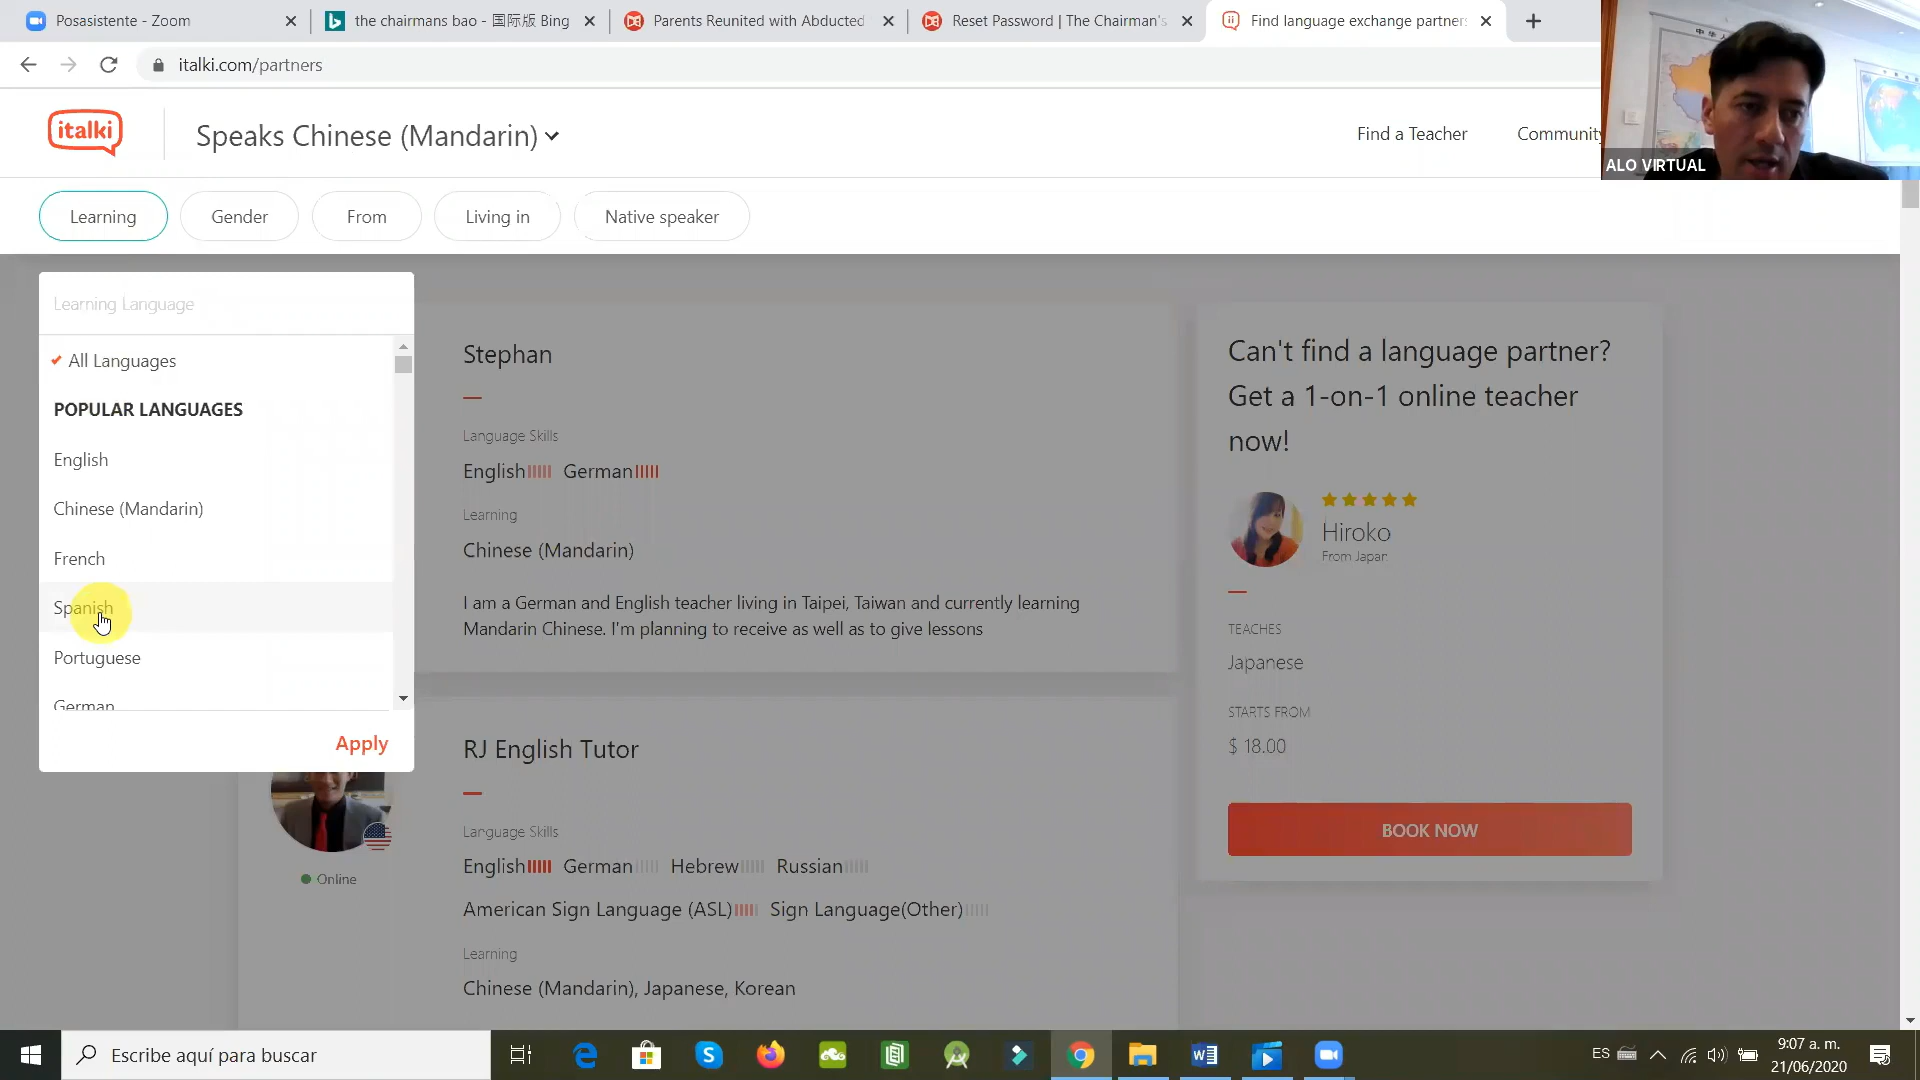 Posasistente - Zoom
the chairmans bao - 国际版 Bing
Parents Reunited with Abducted
Reset Password | The Chairman's
Find language exchange partners
italki.com/partners
italki
Speaks Chinese (Mandarin)
Find a Teacher
Community
ALO VIRTUAL
Learning
Gender
From
Living in
Native speaker
Learning Language
All Languages
POPULAR LANGUAGES
English
Chinese (Mandarin)
French
Spanish
Portuguese
German
Apply
Stephan
Language Skills
English German
Learning
Chinese (Mandarin)
I am a German and English teacher living in Taipei, Taiwan and currently learning
Mandarin Chinese. I'm planning to receive as well as to give lessons
RJ English Tutor
Language Skills
English German Hebrew Russian
American Sign Language (ASL) Sign Language(Other)
Learning
Chinese (Mandarin), Japanese, Korean
Online
Can't find a language partner?
Get a 1-on-1 online teacher
now!
Hiroko
From Japan
TEACHES
Japanese
STARTS FROM
$ 18.00
BOOK NOW
Escribe aquí para buscar
ES
9:07 a. m.
21/06/2020